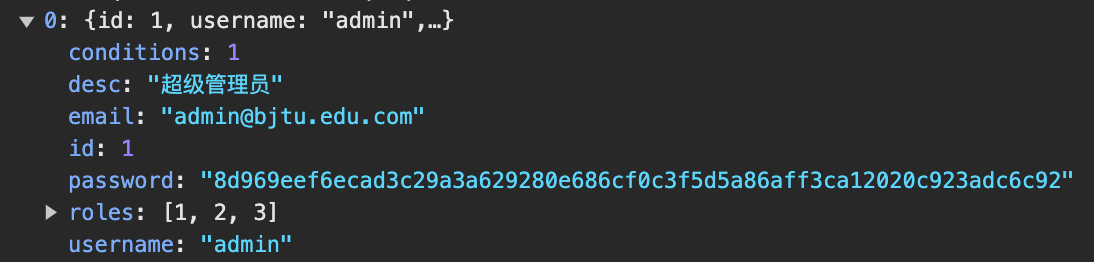 0: {id: 1, username: "admin",…}
conditions: 1
desc: "超级管理员"
email: "admin@bjtu.edu.com"
id: 1
password: "8d969eef6ecad3c29a3a629280e686cf0c3f5d5a86aff3ca12020c923adc6c92"
roles: [1, 2, 3]
username: "admin"